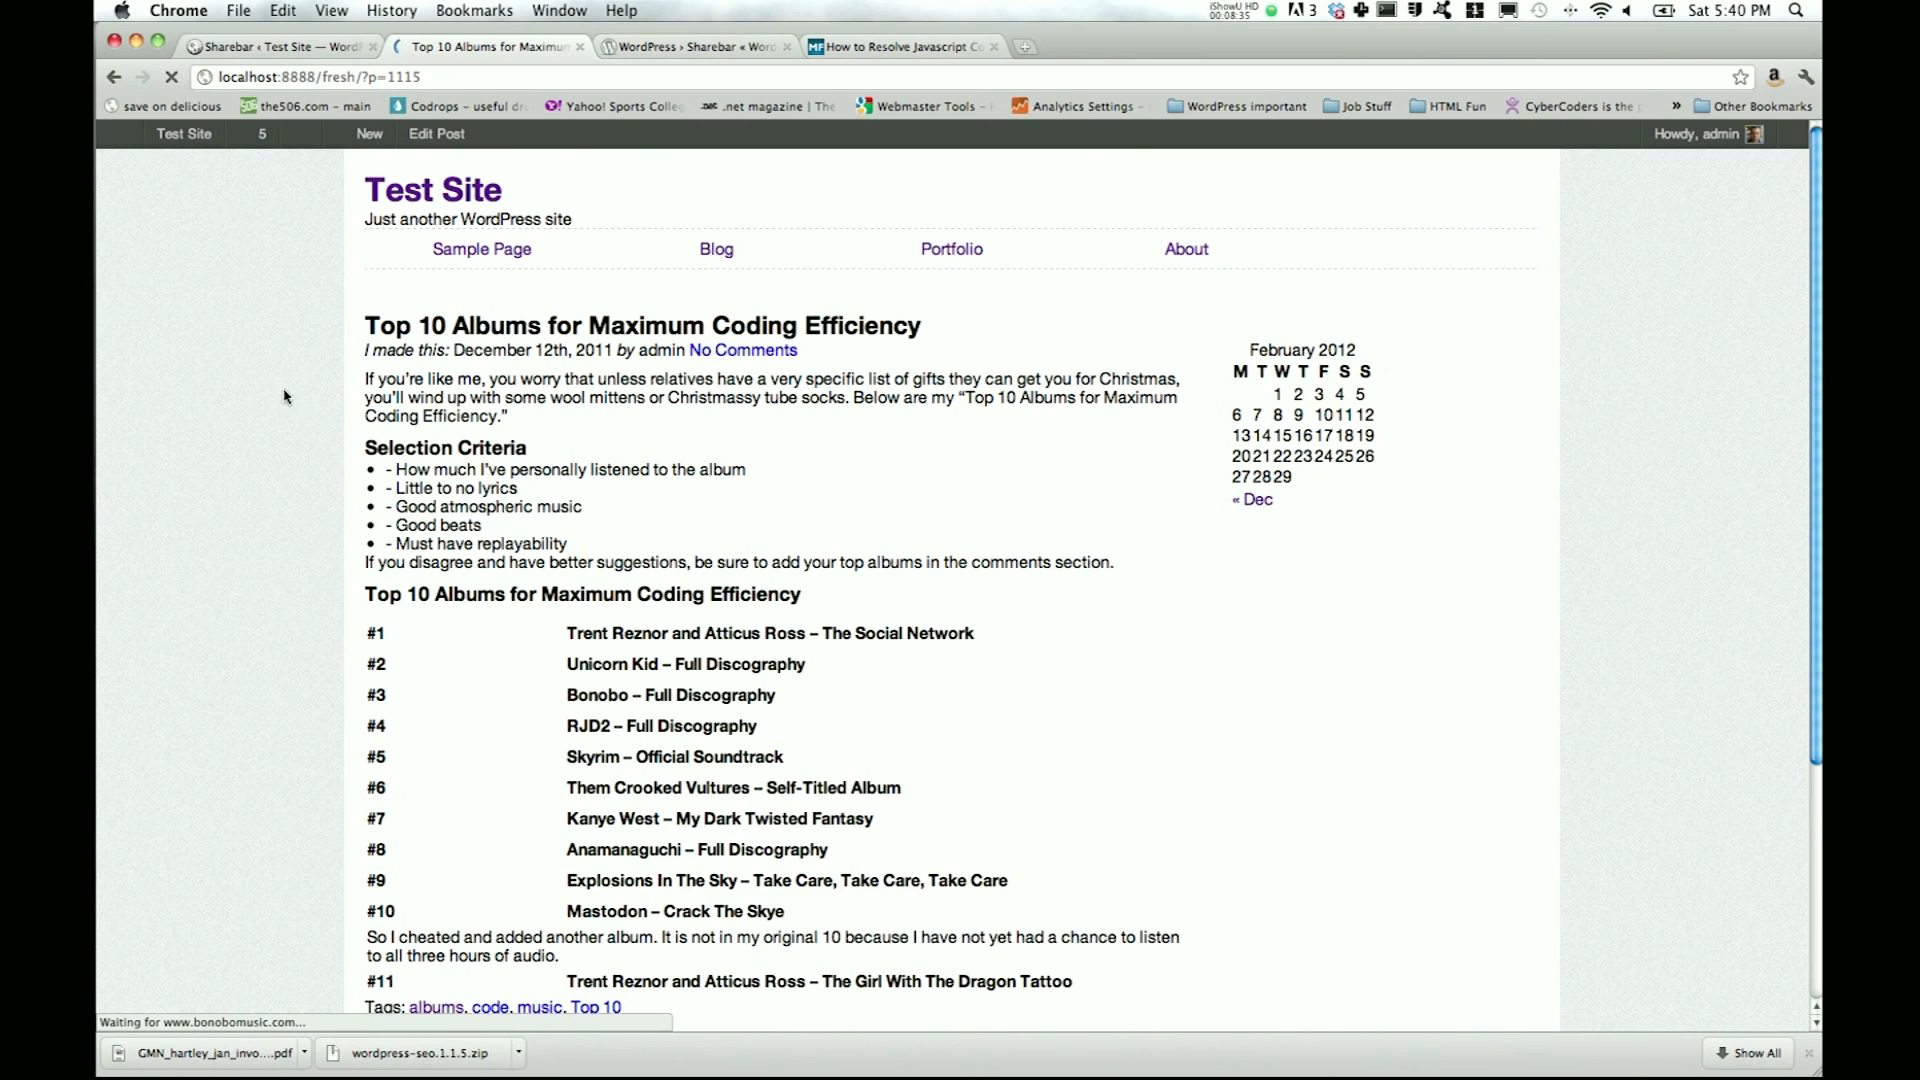 Chrome File Edit View History Bookmarks Window Help
iShowU HD
00:08:35
3
Sat 5:40 PM
Sharebar ‹ Test Site — Word
Top 10 Albums for Maximum
WordPress › Sharebar « Word
MF How to Resolve Javascript Co
localhost:8888/fresh/?p=1115
save on delicious
the506.com – main
Codrops – useful dr
Yahoo! Sports Colleg
.net magazine | The
Webmaster Tools –
Analytics Settings –
WordPress important
Job Stuff
HTML Fun
CyberCoders is the
» Other Bookmarks
Test Site 5 New Edit Post Howdy, admin
Test Site
Just another WordPress site
Sample Page Blog Portfolio About
Top 10 Albums for Maximum Coding Efficiency
I made this: December 12th, 2011 by admin No Comments
If you're like me, you worry that unless relatives have a very specific list of gifts they can get you for Christmas,
you'll wind up with some wool mittens or Christmassy tube socks. Below are my “Top 10 Albums for Maximum
Coding Efficiency.”
Selection Criteria
• - How much I've personally listened to the album
• - Little to no lyrics
• - Good atmospheric music
• - Good beats
• - Must have replayability
If you disagree and have better suggestions, be sure to add your top albums in the comments section.
Top 10 Albums for Maximum Coding Efficiency
#1 Trent Reznor and Atticus Ross – The Social Network
#2 Unicorn Kid – Full Discography
#3 Bonobo – Full Discography
#4 RJD2 – Full Discography
#5 Skyrim – Official Soundtrack
#6 Them Crooked Vultures – Self-Titled Album
#7 Kanye West – My Dark Twisted Fantasy
#8 Anamanaguchi – Full Discography
#9 Explosions In The Sky – Take Care, Take Care, Take Care
#10 Mastodon – Crack The Skye
So I cheated and added another album. It is not in my original 10 because I have not yet had a chance to listen
to all three hours of audio.
#11 Trent Reznor and Atticus Ross – The Girl With The Dragon Tattoo
Tags: albums, code, music, Top 10
February 2012
M T W T F S S
1 2 3 4 5
6 7 8 9 10 11 12
13 14 15 16 17 18 19
20 21 22 23 24 25 26
27 28 29
« Dec
Waiting for www.bonobomusic.com...
GMN_hartley_jan_invo....pdf
wordpress-seo.1.1.5.zip
Show All